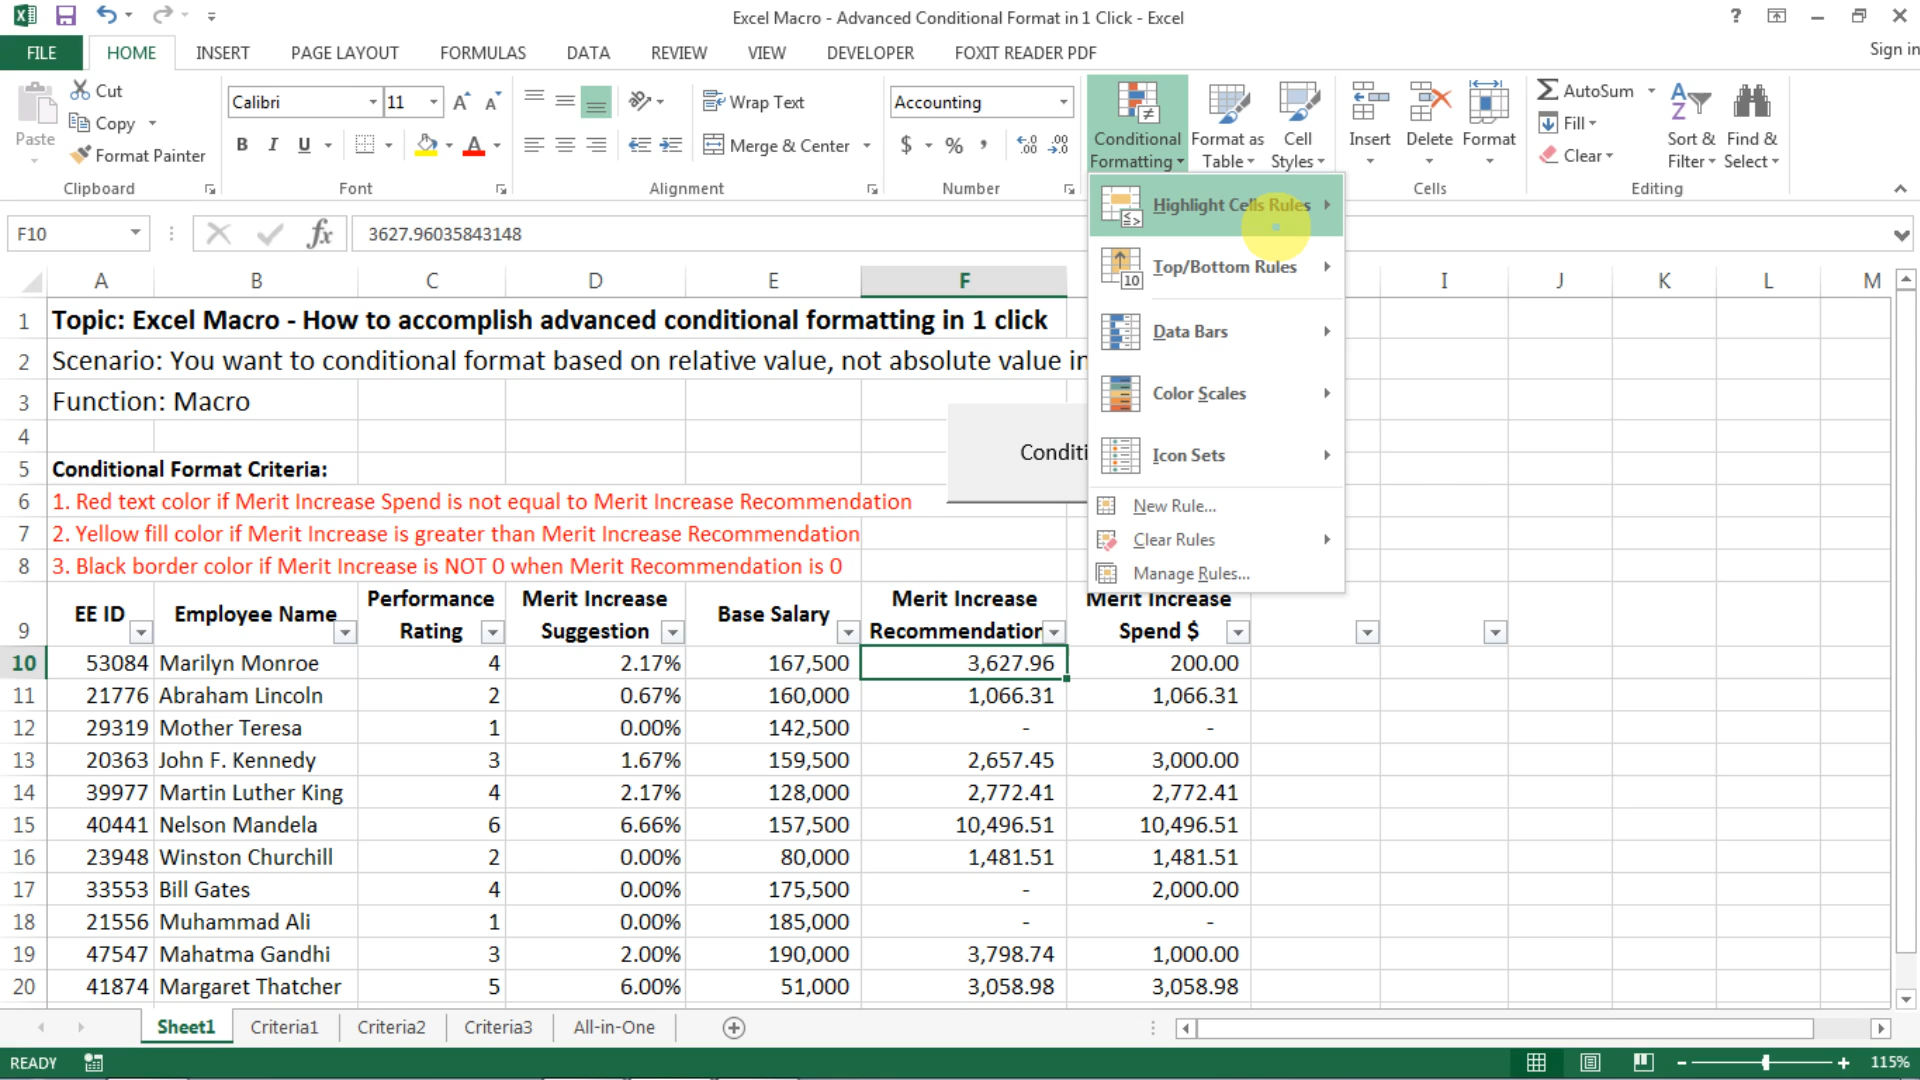 Excel Macro - Advanced Conditional Format in 1 Click - Excel
?
FILE HOME INSERT PAGE LAYOUT FORMULAS DATA REVIEW VIEW DEVELOPER FOXIT READER PDF Sign in
Paste
Cut
Copy
Format Painter
Clipboard
Calibri 11
B I U
Font
Wrap Text
Merge & Center
Alignment
Accounting
$ % ,
Number
Conditional Formatting
Format as Table
Cell Styles
Insert Delete Format
Cells
AutoSum
Fill
Clear
Sort & Filter
Find & Select
Editing
Highlight Cells Rules
Top/Bottom Rules
Data Bars
Color Scales
Icon Sets
New Rule...
Clear Rules
Manage Rules...
F10 fx 3627.96035843148
A B C D E F I J K L M
1 Topic: Excel Macro - How to accomplish advanced conditional formatting in 1 click
2 Scenario: You want to conditional format based on relative value, not absolute value in
3 Function: Macro
4 Conditi
5 Conditional Format Criteria:
6 1. Red text color if Merit Increase Spend is not equal to Merit Increase Recommendation
7 2. Yellow fill color if Merit Increase is greater than Merit Increase Recommendation
8 3. Black border color if Merit Increase is NOT 0 when Merit Recommendation is 0
9 EE ID Employee Name Performance Rating Merit Increase Suggestion Base Salary Merit Increase Recommendation Merit Increase Spend $
10 53084 Marilyn Monroe 4 2.17% 167,500 3,627.96 200.00
11 21776 Abraham Lincoln 2 0.67% 160,000 1,066.31 1,066.31
12 29319 Mother Teresa 1 0.00% 142,500 - -
13 20363 John F. Kennedy 3 1.67% 159,500 2,657.45 3,000.00
14 39977 Martin Luther King 4 2.17% 128,000 2,772.41 2,772.41
15 40441 Nelson Mandela 6 6.66% 157,500 10,496.51 10,496.51
16 23948 Winston Churchill 2 0.00% 80,000 1,481.51 1,481.51
17 33553 Bill Gates 4 0.00% 175,500 - 2,000.00
18 21556 Muhammad Ali 1 0.00% 185,000 - -
19 47547 Mahatma Gandhi 3 2.00% 190,000 3,798.74 1,000.00
20 41874 Margaret Thatcher 5 6.00% 51,000 3,058.98 3,058.98
Sheet1 Criteria1 Criteria2 Criteria3 All-in-One
READY 115%